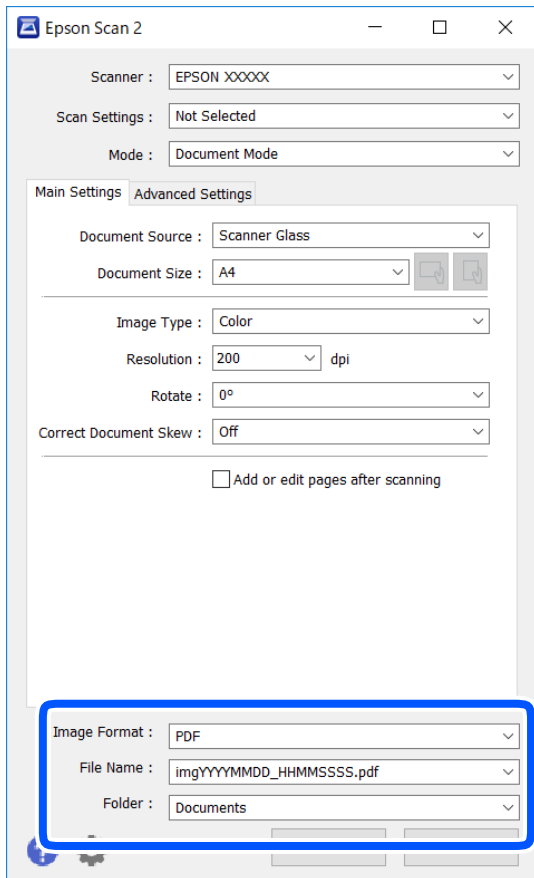 Epson Scan 2
Scanner : EPSON XXXXX
Scan Settings : Not Selected
Mode : Document Mode
Main Settings Advanced Settings
Document Source : Scanner Glass
Document Size : A4
Image Type : Color
Resolution : 200 dpi
Rotate : 0°
Correct Document Skew : Off
Add or edit pages after scanning
Image Format : PDF
File Name : imgYYYYMMDD_HHMMSSSS.pdf
Folder : Documents